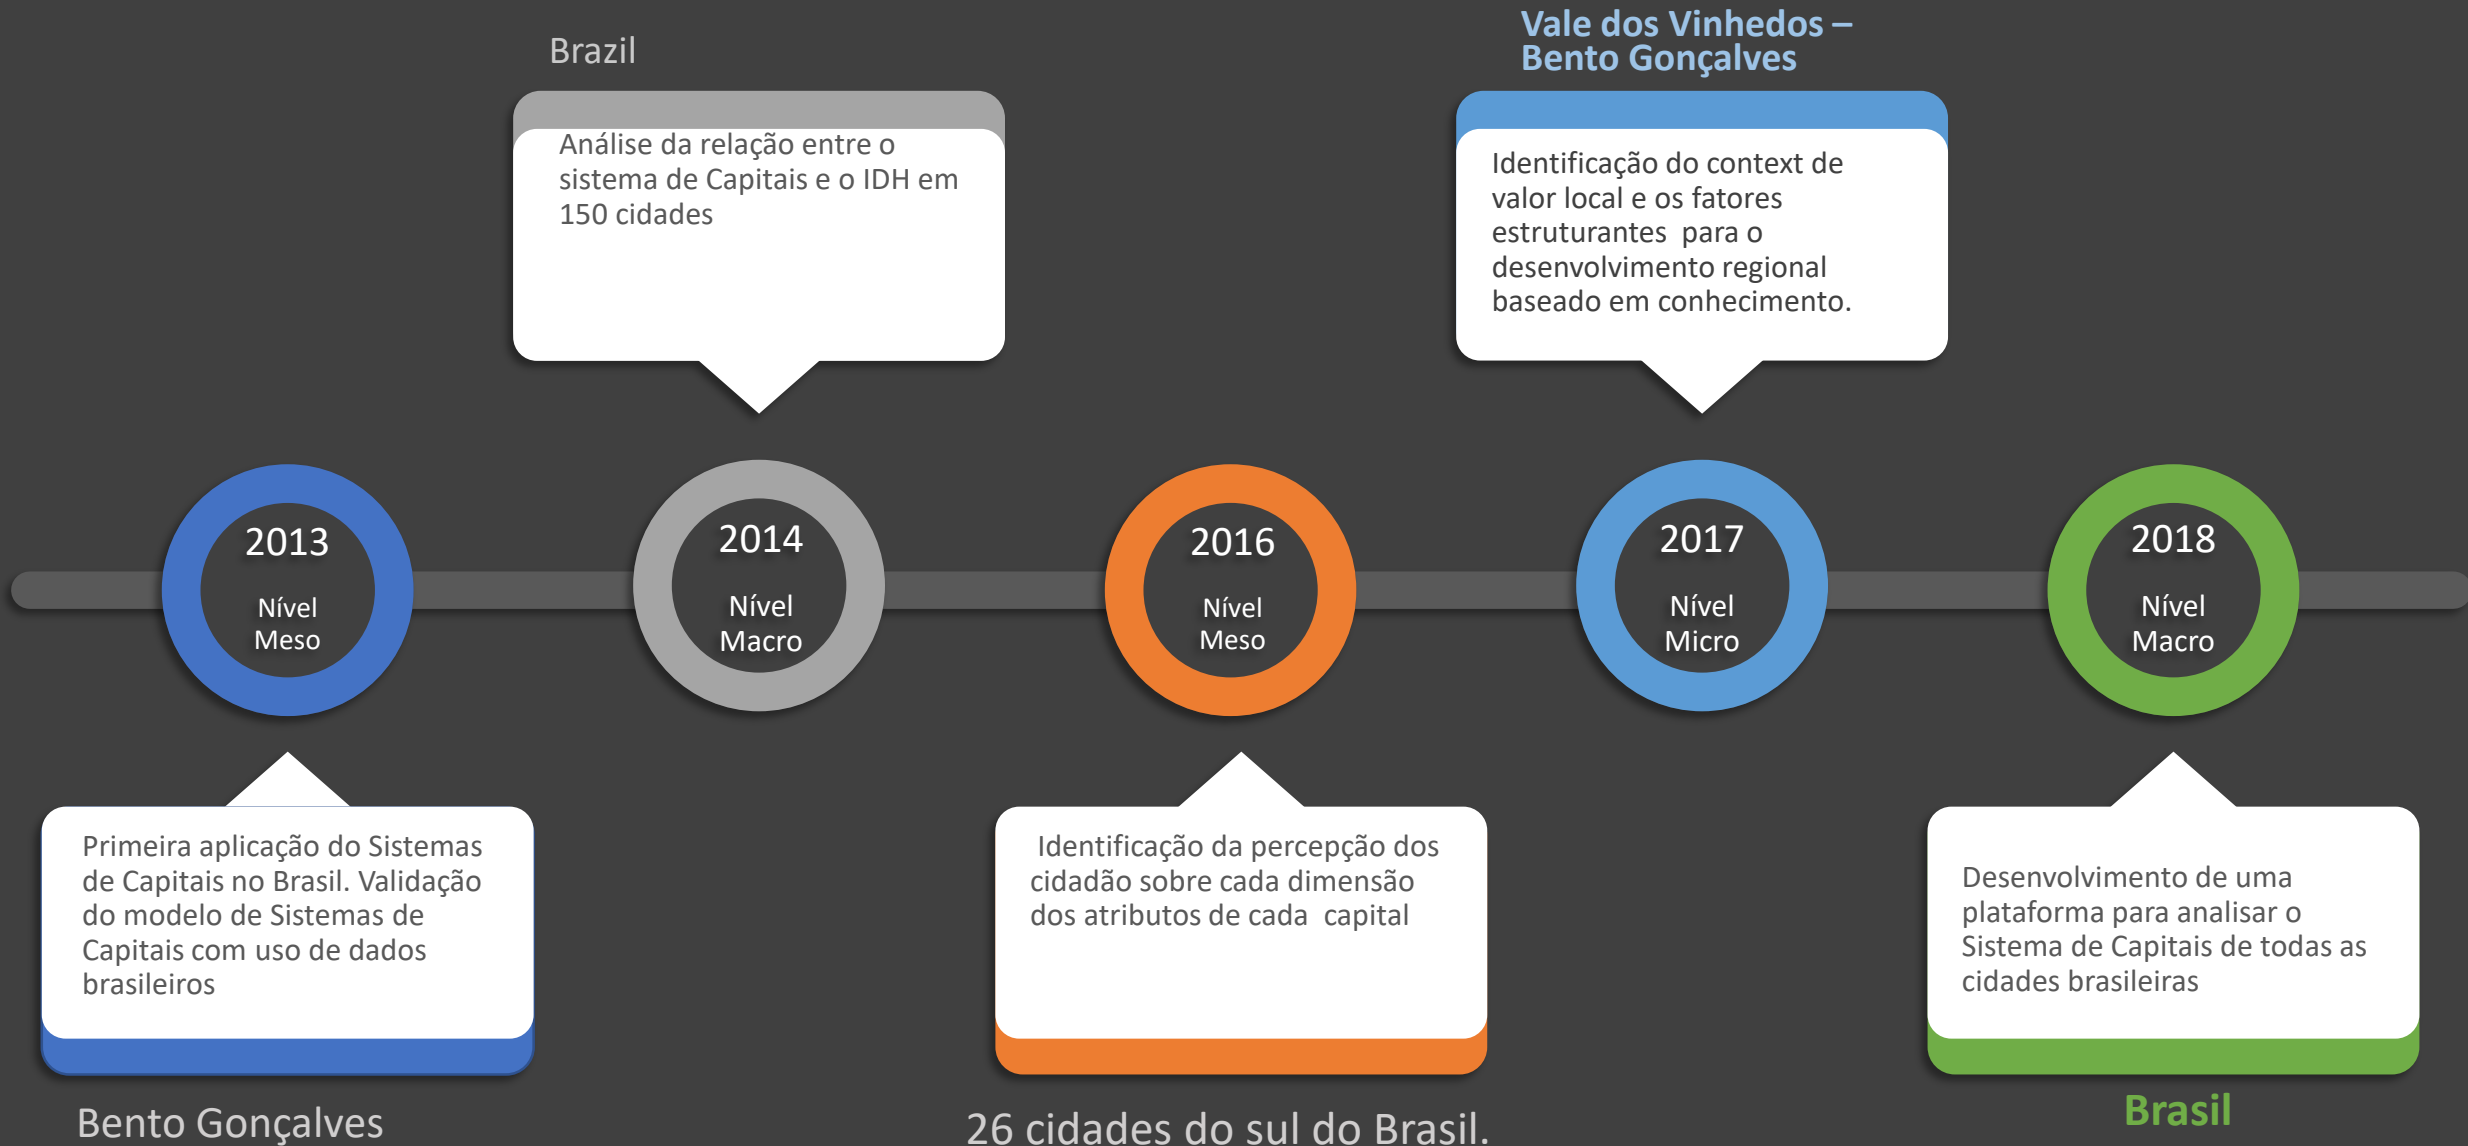 Brazil
Análise da relação entre o
sistema de Capitais e o IDH em
150 cidades
Vale dos Vinhedos –
Bento Gonçalves
Identificação do context de
valor local e os fatores
estruturantes  para o
desenvolvimento regional
baseado em conhecimento.
2013
Nível
Meso
2014
Nível
Macro
2016
Nível
Meso
2017
Nível
Micro
2018
Nível
Macro
Primeira aplicação do Sistemas
de Capitais no Brasil. Validação
do modelo de Sistemas de
Capitais com uso de dados
brasileiros
Bento Gonçalves
Identificação da percepção dos
cidadão sobre cada dimensão
dos atributos de cada  capital
26 cidades do sul do Brasil.
Desenvolvimento de uma
plataforma para analisar o
Sistema de Capitais de todas as
cidades brasileiras
Brasil